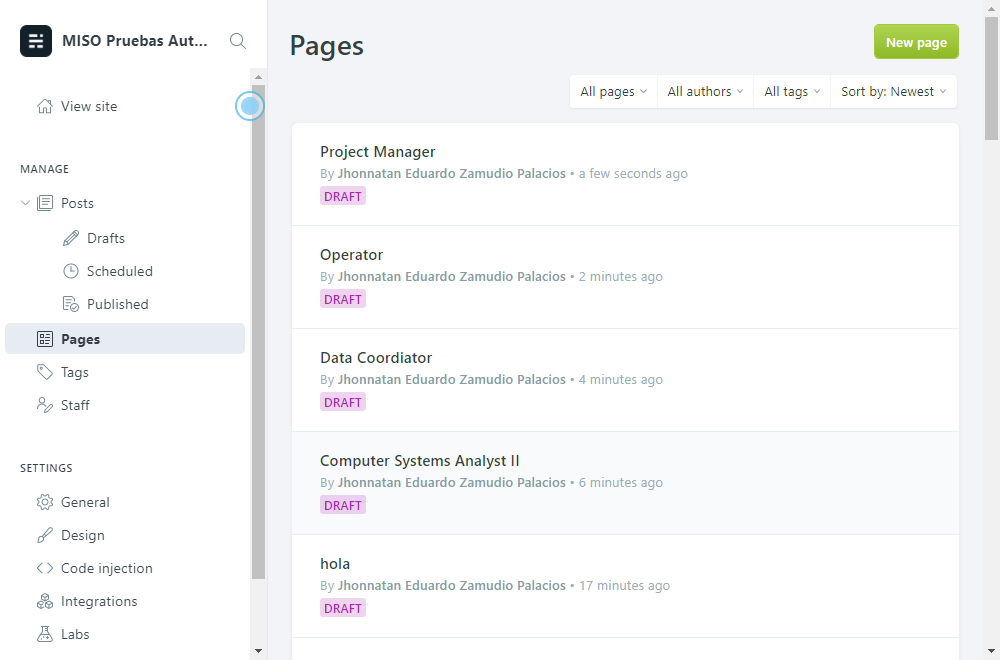 MISO Pruebas Aut...
View site
MANAGE
Posts
Drafts
Scheduled
Published
Pages
Tags
Staff
SETTINGS
General
Design
Code injection
Integrations
Labs
Pages
New page
All pages
All authors
All tags
Sort by: Newest
Project Manager
By Jhonnatan Eduardo Zamudio Palacios • a few seconds ago
DRAFT
Operator
By Jhonnatan Eduardo Zamudio Palacios • 2 minutes ago
DRAFT
Data Coordiator
By Jhonnatan Eduardo Zamudio Palacios • 4 minutes ago
DRAFT
Computer Systems Analyst II
By Jhonnatan Eduardo Zamudio Palacios • 6 minutes ago
DRAFT
hola
By Jhonnatan Eduardo Zamudio Palacios • 17 minutes ago
DRAFT